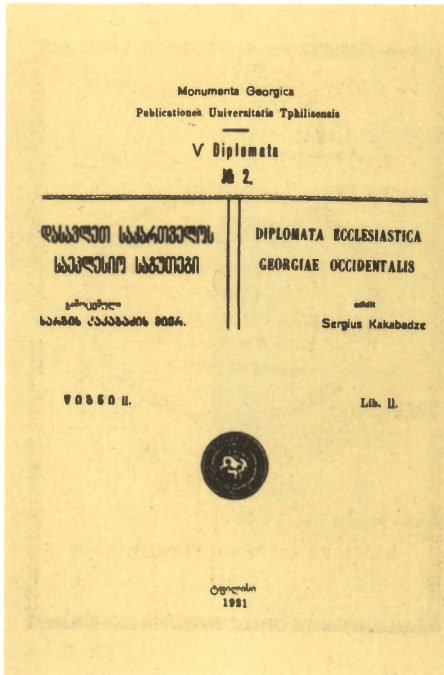 Monumenta Georgica
Publicationes Universitatis Tphilisensis
V Diplomata
№ 2.
დასავლეთ საქართველოს
საეკლესიო საბუთები
გამოცემული
სარგის კაკაბაძის მიერ.
წიგნი II.
DIPLOMATA ECCLESIASTICA
GEORGIAE OCCIDENTALIS
edidit
Sergius Kakabadze
Lib. II.
ტფილისი
1921